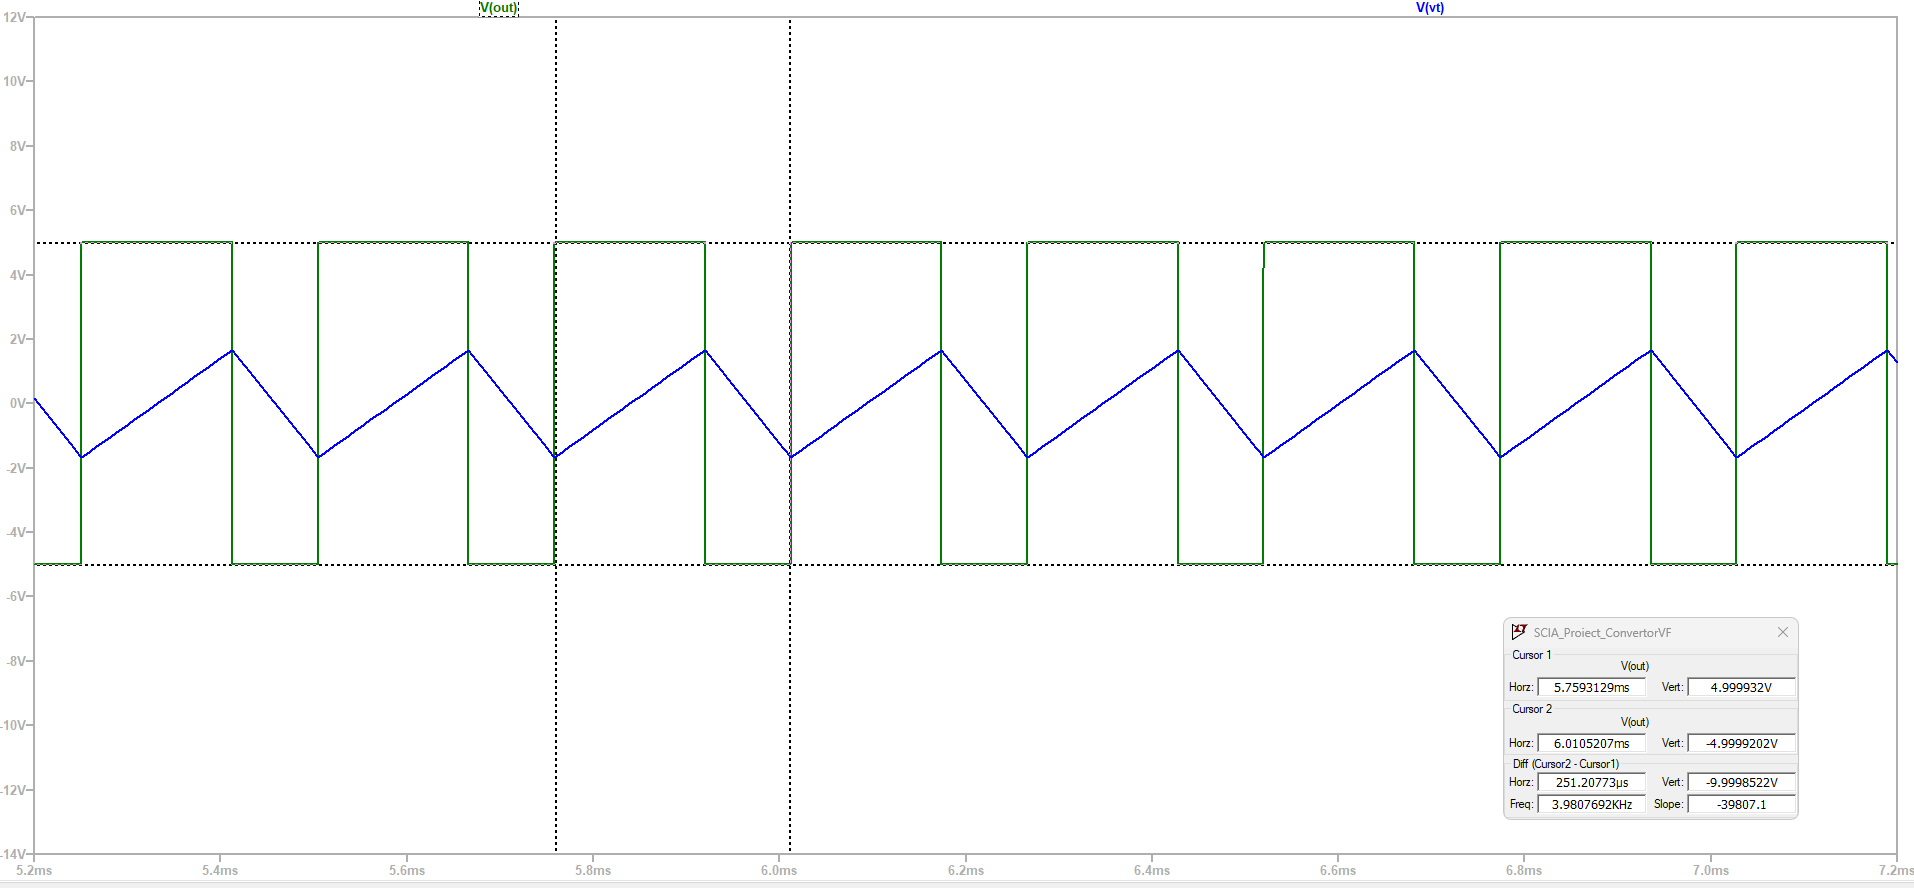 V(out) V(vt)
12V
10V
8V
6V
4V
2V
0V
-2V
-4V
-6V
-8V
-10V
-12V
-14V
5.2ms 5.4ms 5.6ms 5.8ms 6.0ms 6.2ms 6.4ms 6.6ms 6.8ms 7.0ms 7.2ms
SCIA_Proiect_ConvertorVF
Cursor 1
V(out)
Horz: 5.7593129ms Vert: 4.999932V
Cursor 2
V(out)
Horz: 6.0105207ms Vert: -4.9999202V
Diff (Cursor2 - Cursor1)
Horz: 251.20773µs Vert: -9.9998522V
Freq: 3.9807692KHz Slope: -39807.1